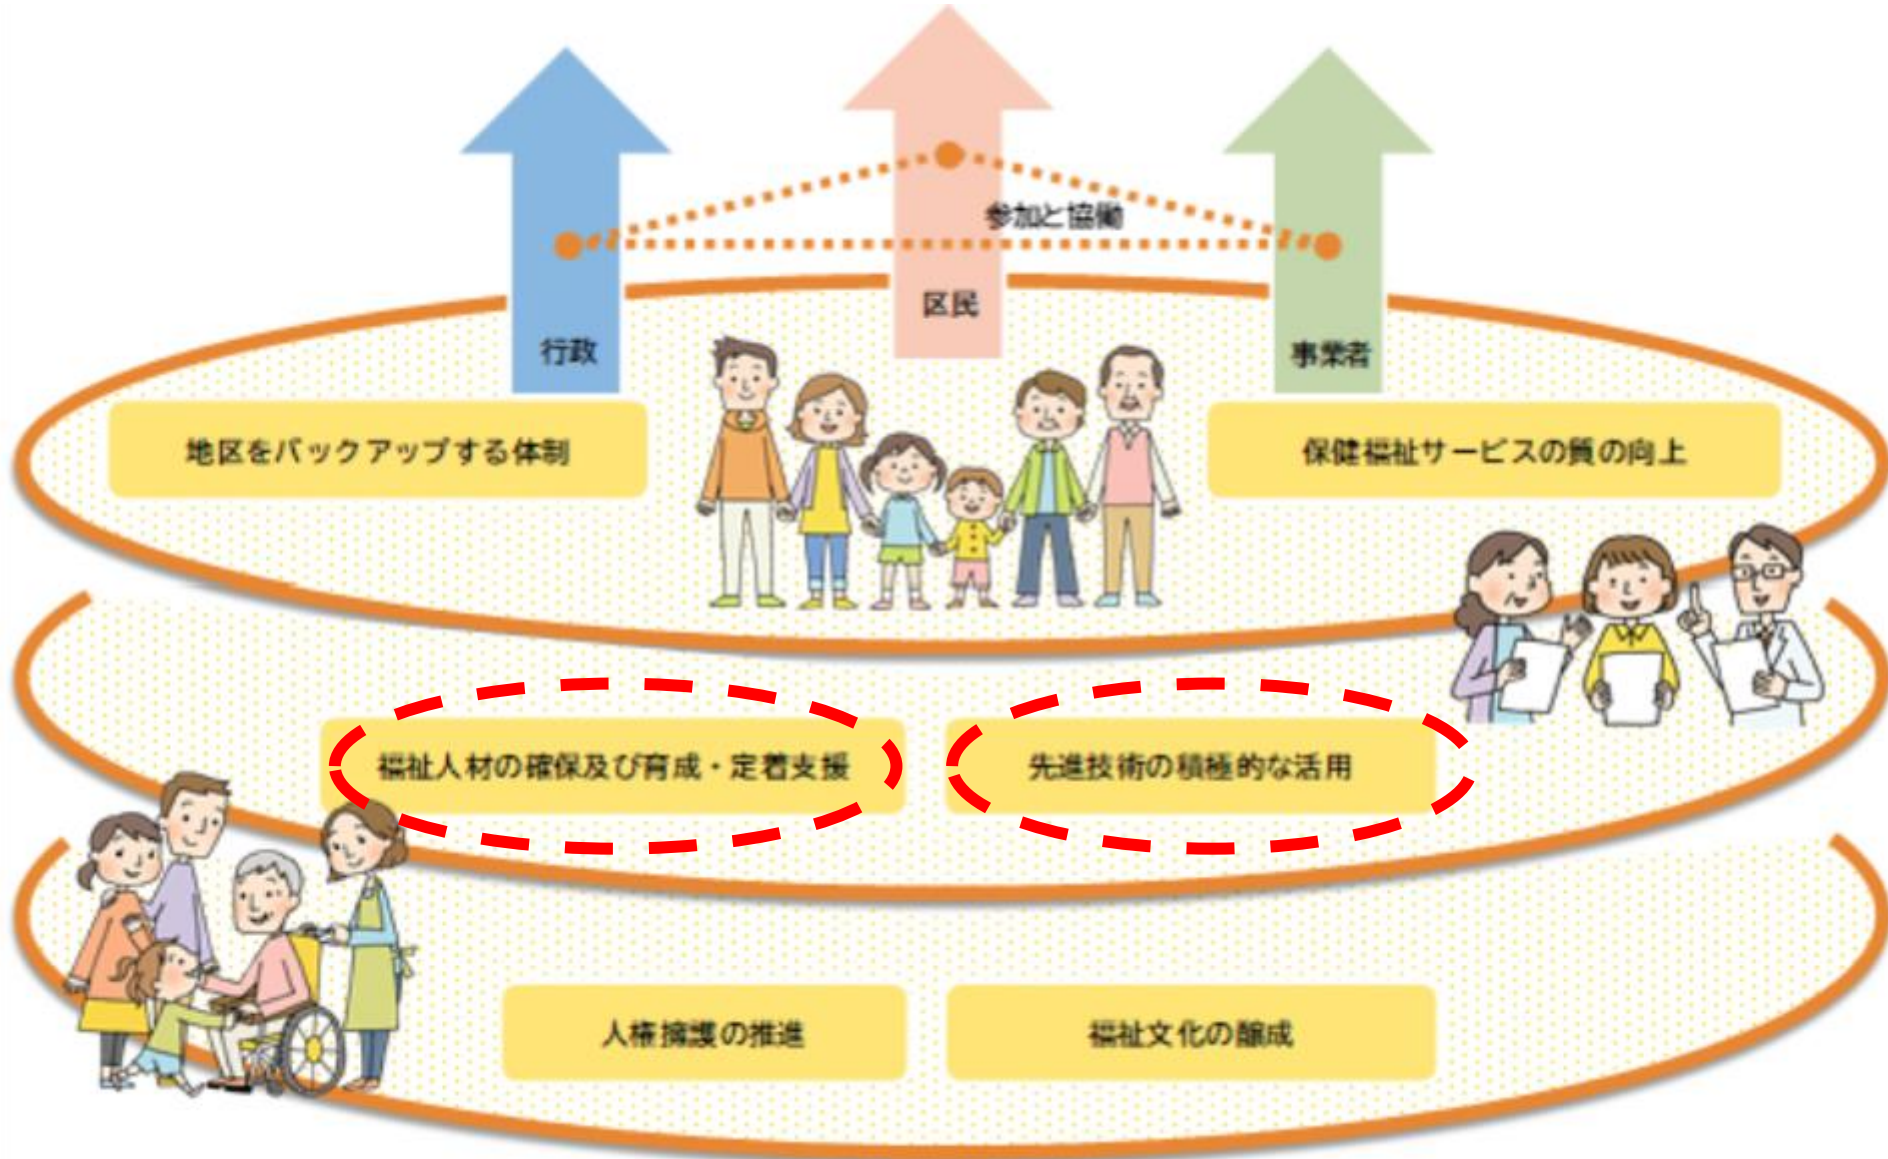 参加と協働
区民
行政
事業者
地区をバックアップする体制
保健福祉サービスの質の向上
福祉人材の確保及び育成・定着支援
先進技術の積極的な活用
人権擁護の推進
福祉文化の醸成